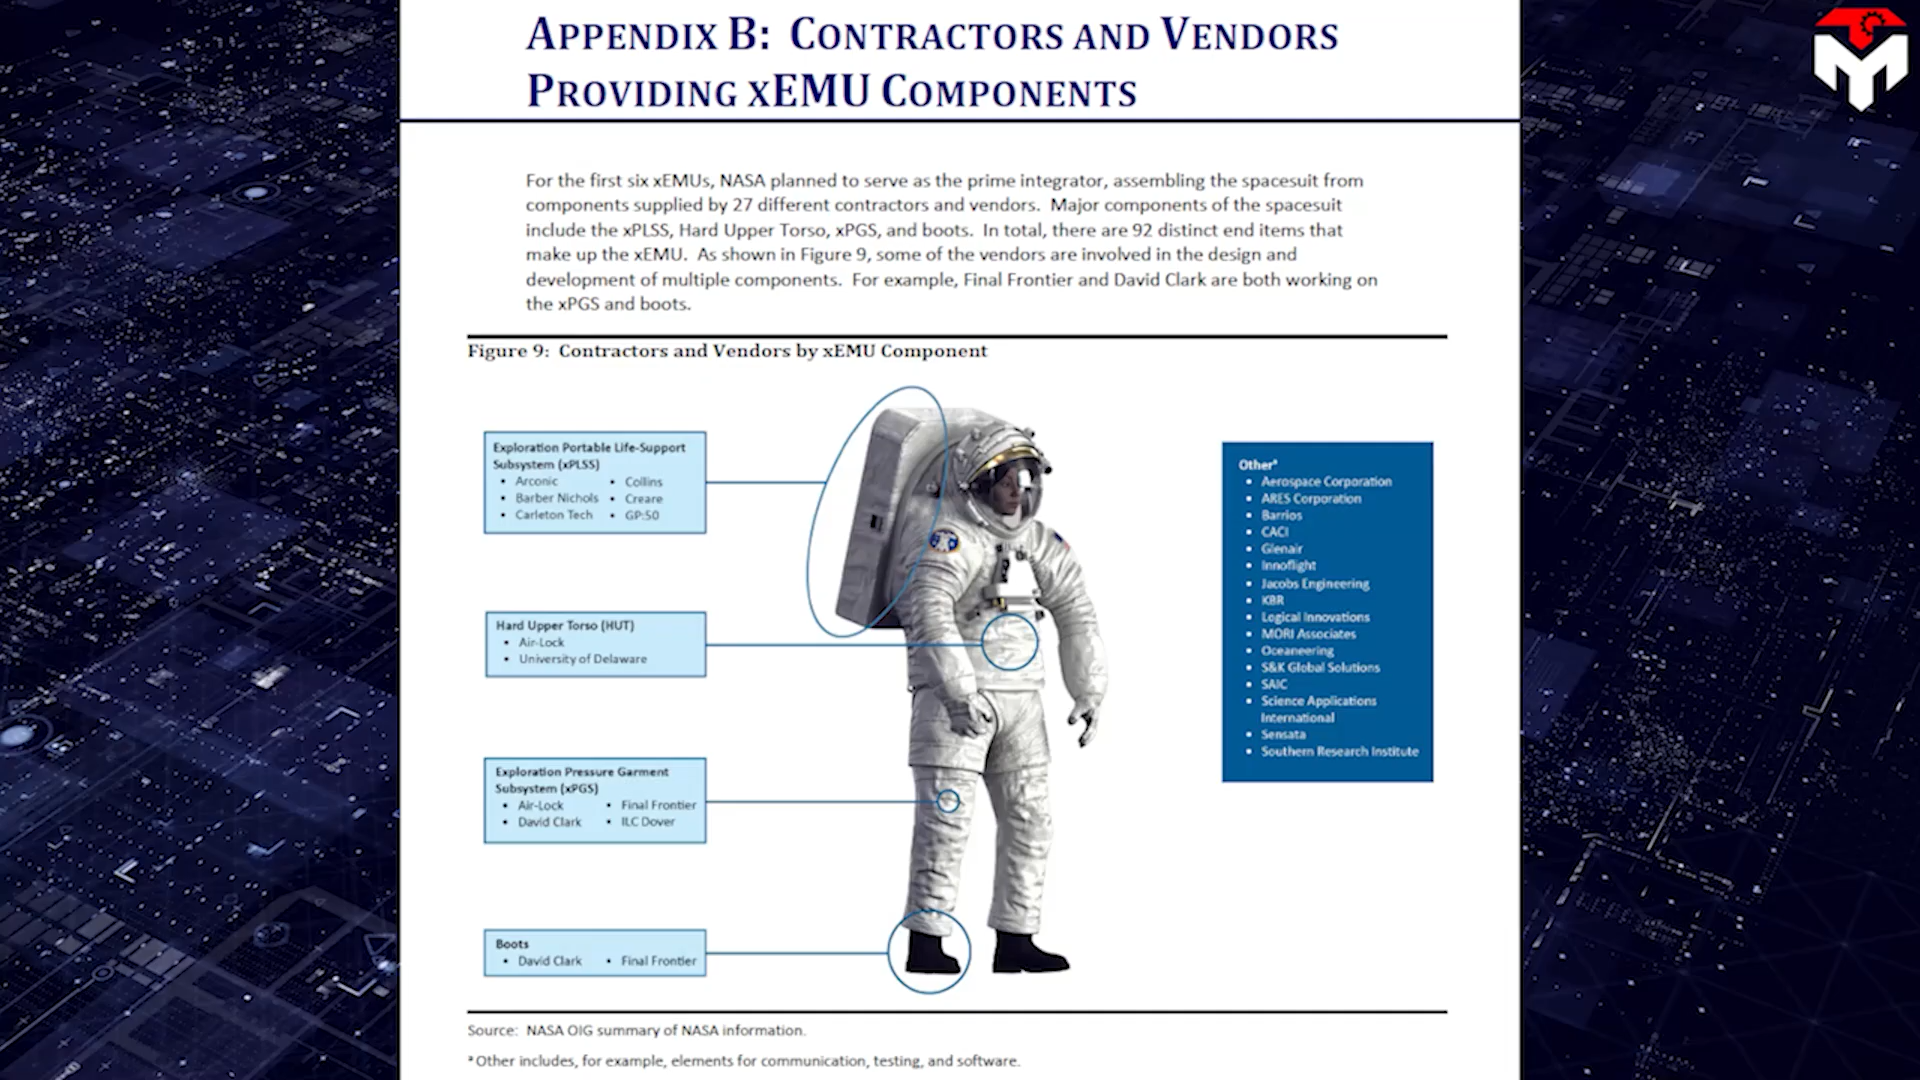 APPENDIX B: CONTRACTORS AND VENDORS
PROVIDING xEMU COMPONENTS
For the first six xEMUs, NASA planned to serve as the prime integrator, assembling the spacesuit from
components supplied by 27 different contractors and vendors. Major components of the spacesuit
include the xPLSS, Hard Upper Torso, xPGS, and boots. In total, there are 92 distinct end items that
make up the xEMU. As shown in Figure 9, some of the vendors are involved in the design and
development of multiple components. For example, Final Frontier and David Clark are both working on
the xPGS and boots.
Figure 9: Contractors and Vendors by xEMU Component
Exploration Portable Life-Support
Subsystem (xPLSS)
• Arconic • Collins
• Barber Nichols • Creare
• Carleton Tech • GP:50
Hard Upper Torso (HUT)
• Air-Lock
• University of Delaware
Exploration Pressure Garment
Subsystem (xPGS)
• Air-Lock • Final Frontier
• David Clark • ILC Dover
Boots
• David Clark • Final Frontier
Otherᵃ
• Aerospace Corporation
• ARES Corporation
• Barrios
• CACI
• Glenair
• Innoflight
• Jacobs Engineering
• KBR
• Logical Innovations
• MORI Associates
• Oceaneering
• S&K Global Solutions
• SAIC
• Science Applications
International
• Sensata
• Southern Research Institute
Source: NASA OIG summary of NASA information.
ᵃ Other includes, for example, elements for communication, testing, and software.